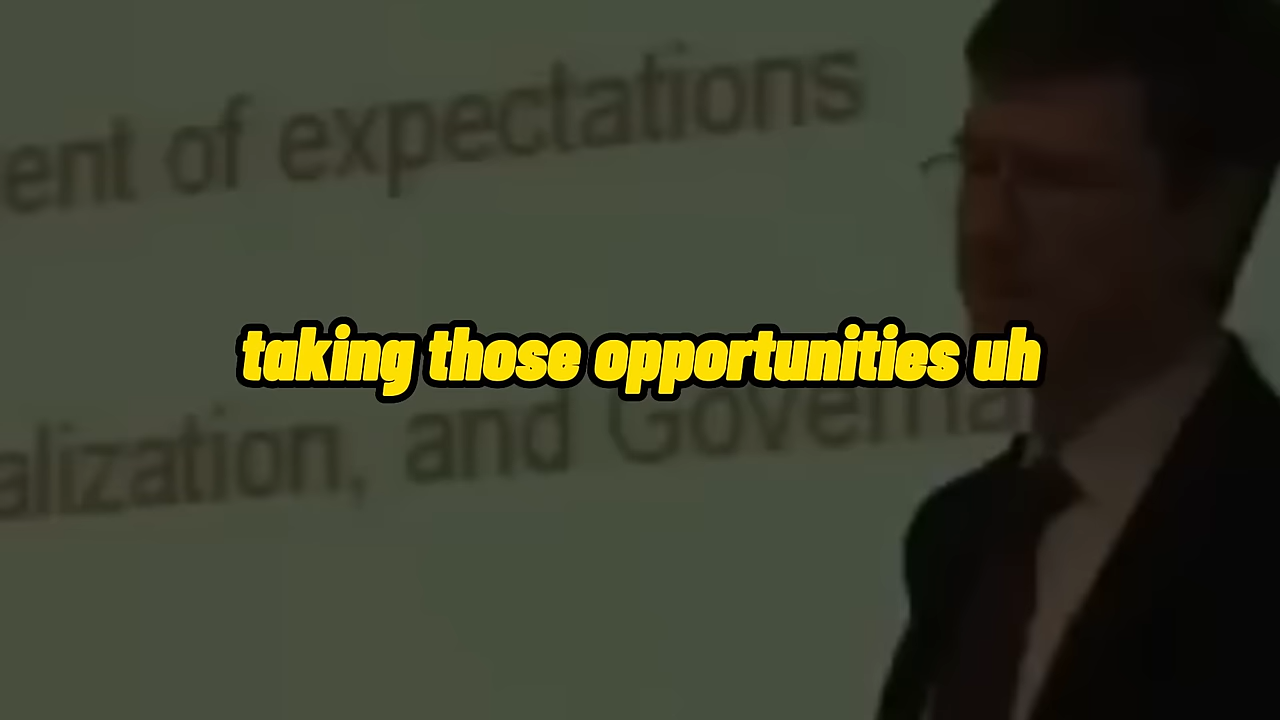 ent of expectations
taking those opportunities uh
alization, and Governa